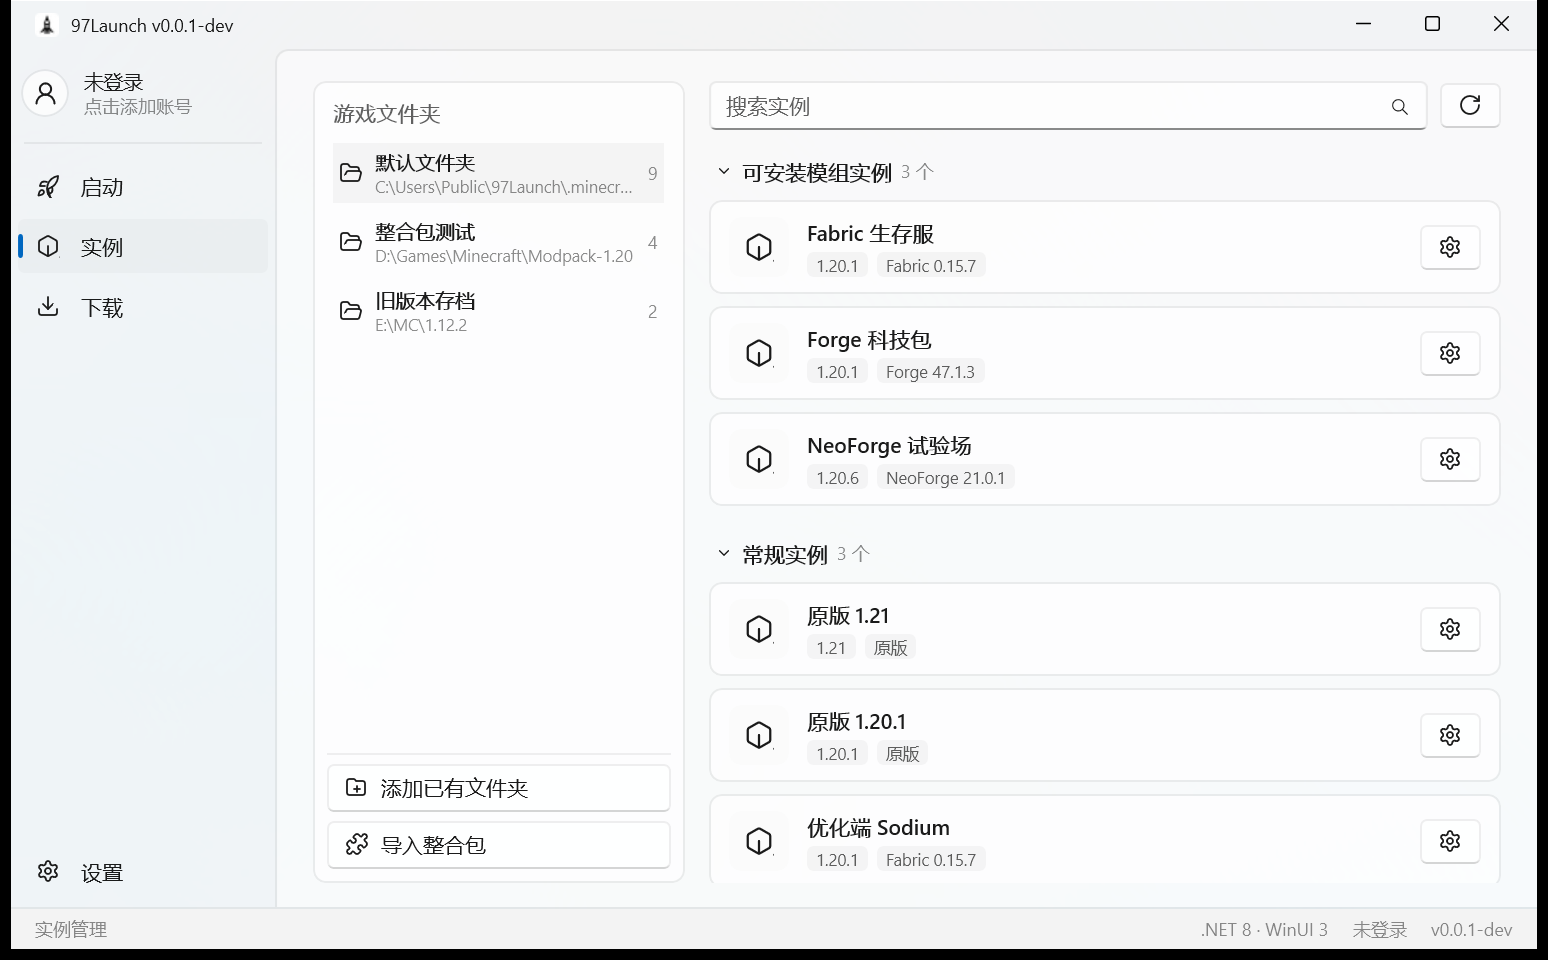 97Launch v0.0.1-dev
未登录
点击添加账号
启动
实例
下载
设置
游戏文件夹
默认文件夹
C:\Users\Public\97Launch\.minecr...
9
整合包测试
D:\Games\Minecraft\Modpack-1.20
4
旧版本存档
E:\MC\1.12.2
2
添加已有文件夹
导入整合包
搜索实例
可安装模组实例 3 个
Fabric 生存服
1.20.1 Fabric 0.15.7
Forge 科技包
1.20.1 Forge 47.1.3
NeoForge 试验场
1.20.6 NeoForge 21.0.1
常规实例 3 个
原版 1.21
1.21 原版
原版 1.20.1
1.20.1 原版
优化端 Sodium
1.20.1 Fabric 0.15.7
实例管理
.NET 8 · WinUI 3 未登录 v0.0.1-dev